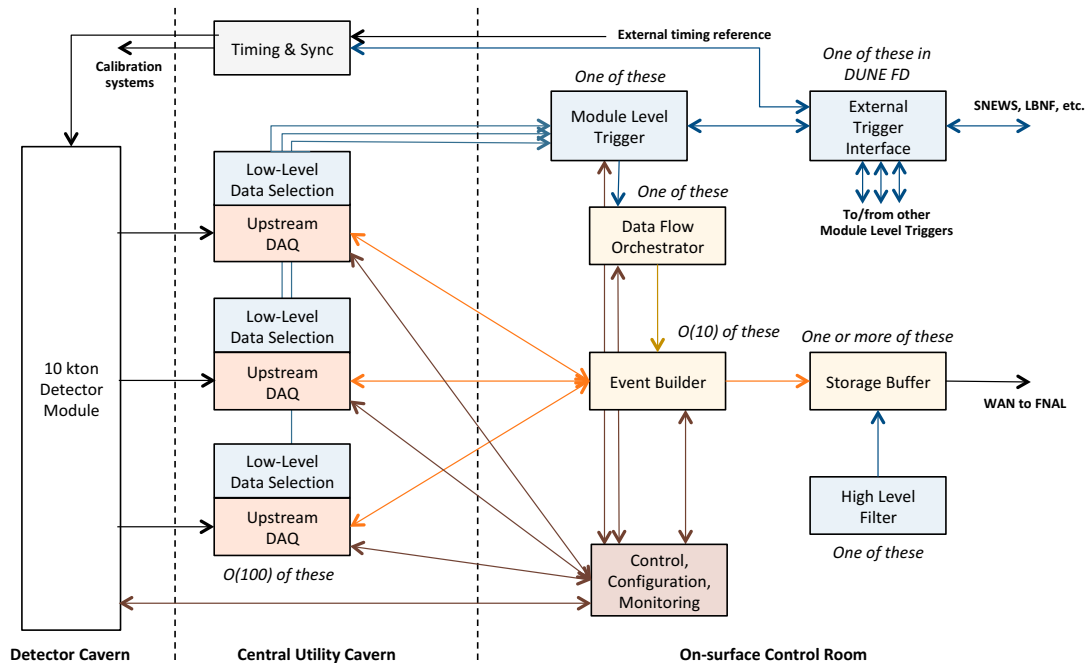 Timing & Sync
External timing reference
Calibration
systems
One of these
One of these in
DUNE FD
Module Level
Trigger
External
Trigger
Interface
SNEWS, LBNF, etc.
To/from other
Module Level Triggers
Low-Level
Data Selection
Upstream
DAQ
One of these
Data Flow
Orchestrator
10 kton
Detector
Module
Low-Level
Data Selection
Upstream
DAQ
O(10) of these
Event Builder
One or more of these
Storage Buffer
WAN to FNAL
Low-Level
Data Selection
Upstream
DAQ
O(100) of these
High Level
Filter
One of these
Control,
Configuration,
Monitoring
Detector Cavern
Central Utility Cavern
On-surface Control Room